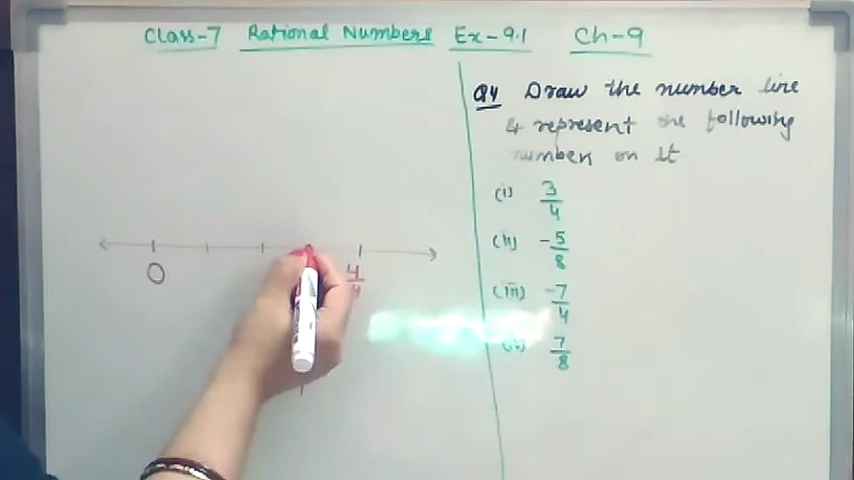 Class-7 Rational Numbers Ex-9.1 Ch-9
Q4 Draw the number line
& represent the following
number on it
(i) 3/4
(ii) -5/8
(iii) -7/4
(iv) 7/8
0
4/4